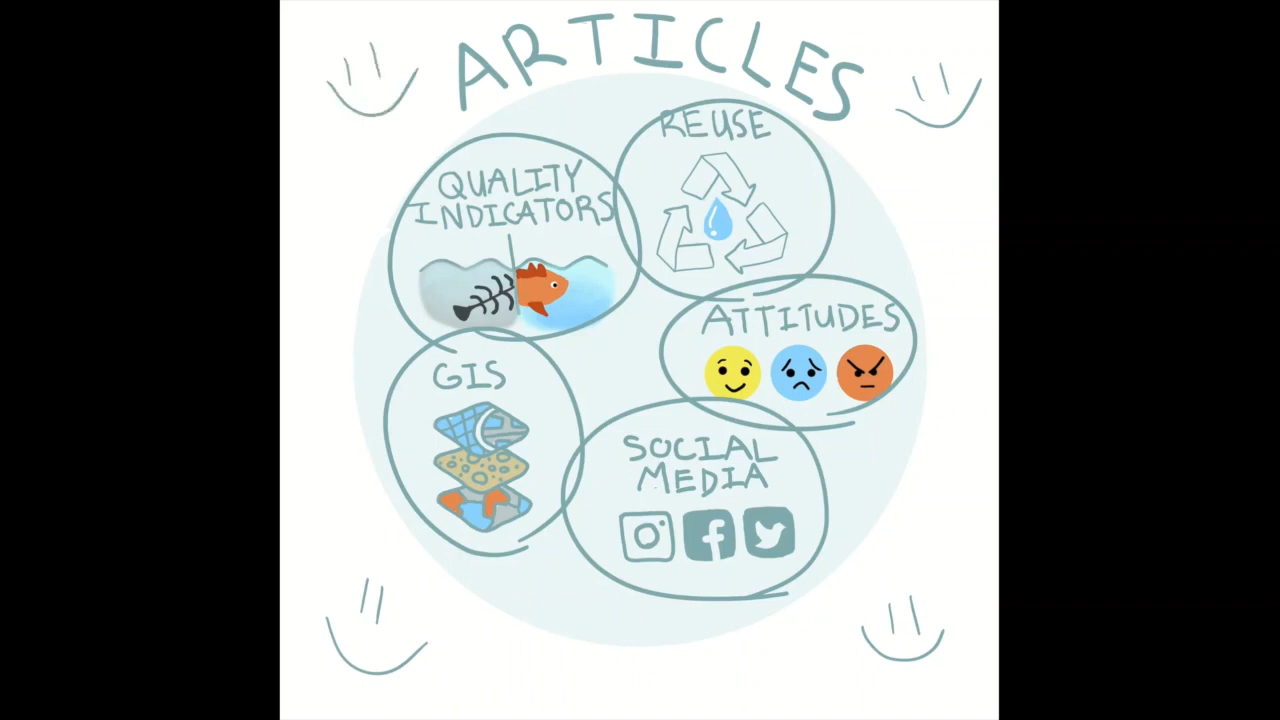 ARTICLES
QUALITY
INDICATORS
REUSE
ATTITUDES
GIS
SOCIAL
MEDIA